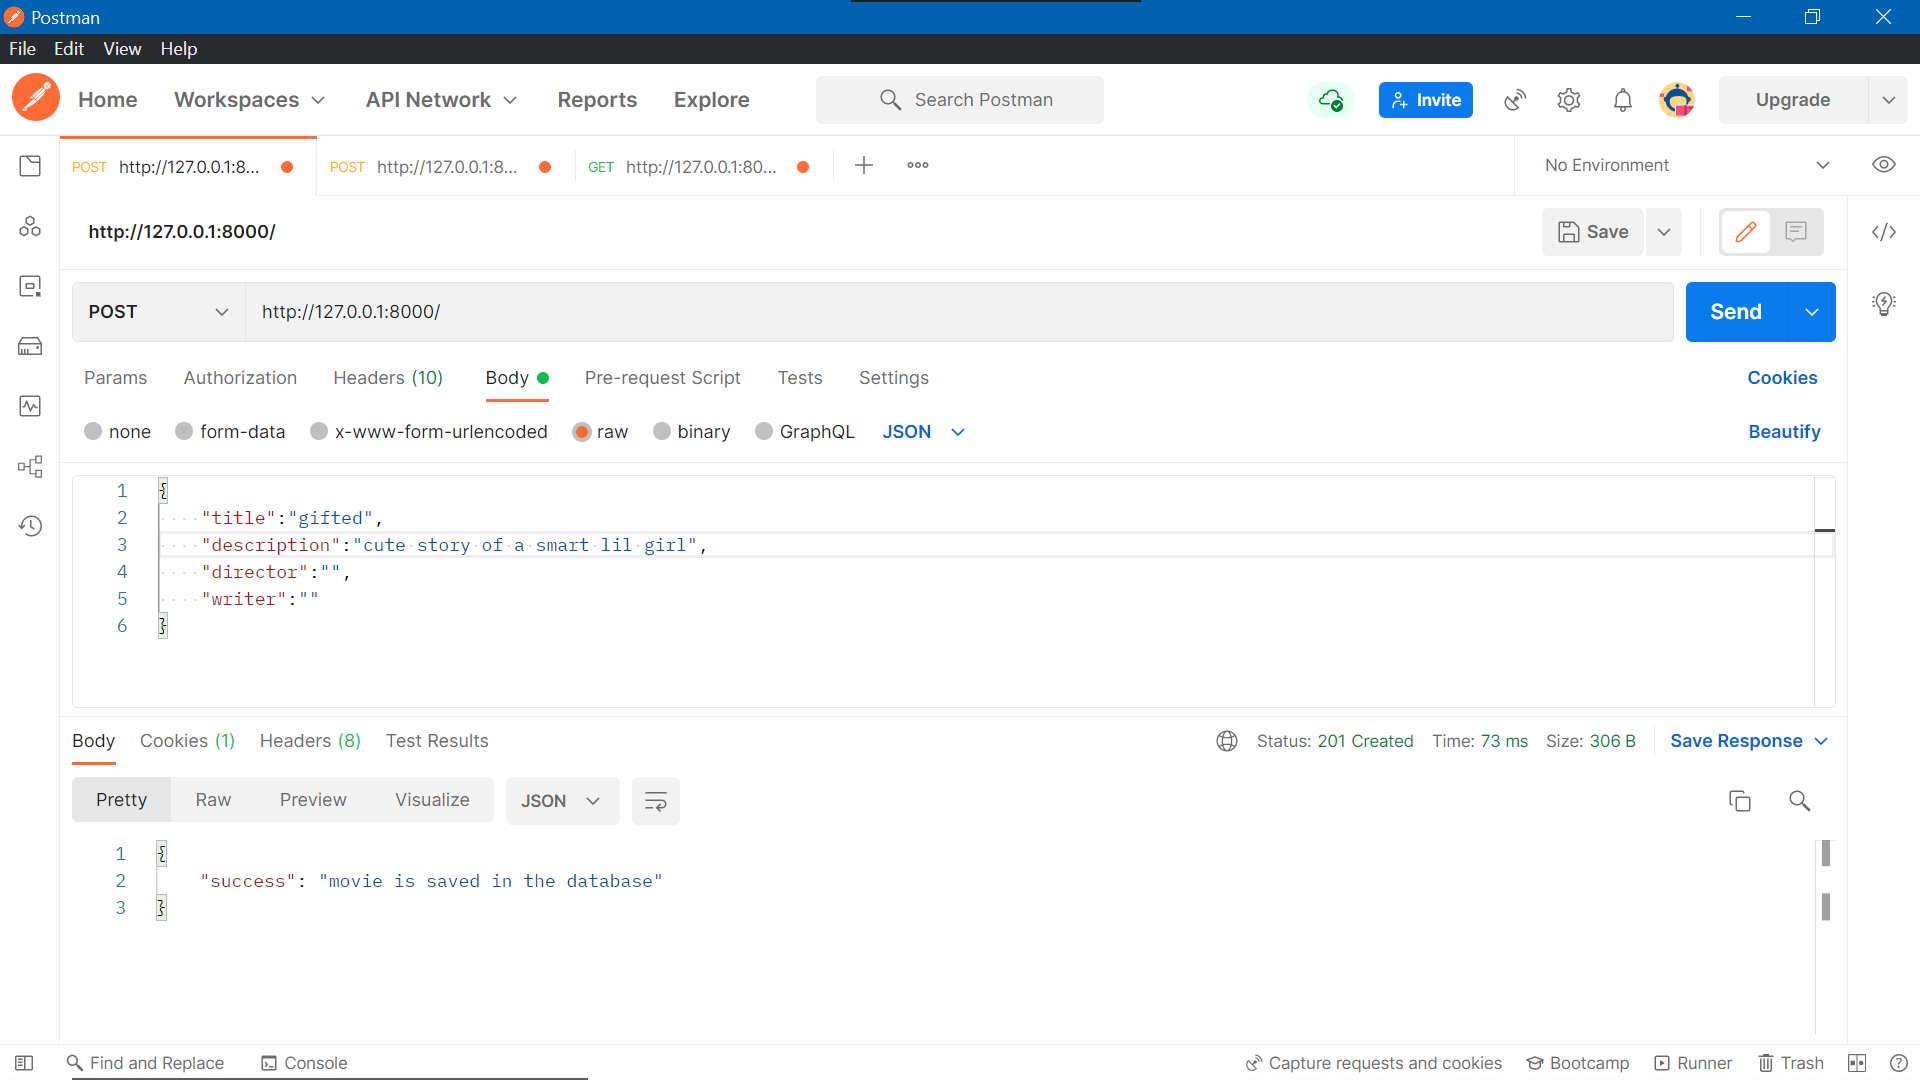 Postman
File Edit View Help
Home Workspaces API Network Reports Explore Search Postman Invite Upgrade
POST http://127.0.0.1:8... POST http://127.0.0.1:8... GET http://127.0.0.1:80... No Environment
http://127.0.0.1:8000/ Save
POST http://127.0.0.1:8000/ Send
Params Authorization Headers (10) Body Pre-request Script Tests Settings Cookies
none form-data x-www-form-urlencoded raw binary GraphQL JSON Beautify
1 {
2 "title":"gifted",
3 "description":"cute story of a smart lil girl",
4 "director":"",
5 "writer":""
6 }
Body Cookies (1) Headers (8) Test Results Status: 201 Created Time: 73 ms Size: 306 B Save Response
Pretty Raw Preview Visualize JSON
1 {
2 "success": "movie is saved in the database"
3 }
Find and Replace Console Capture requests and cookies Bootcamp Runner Trash